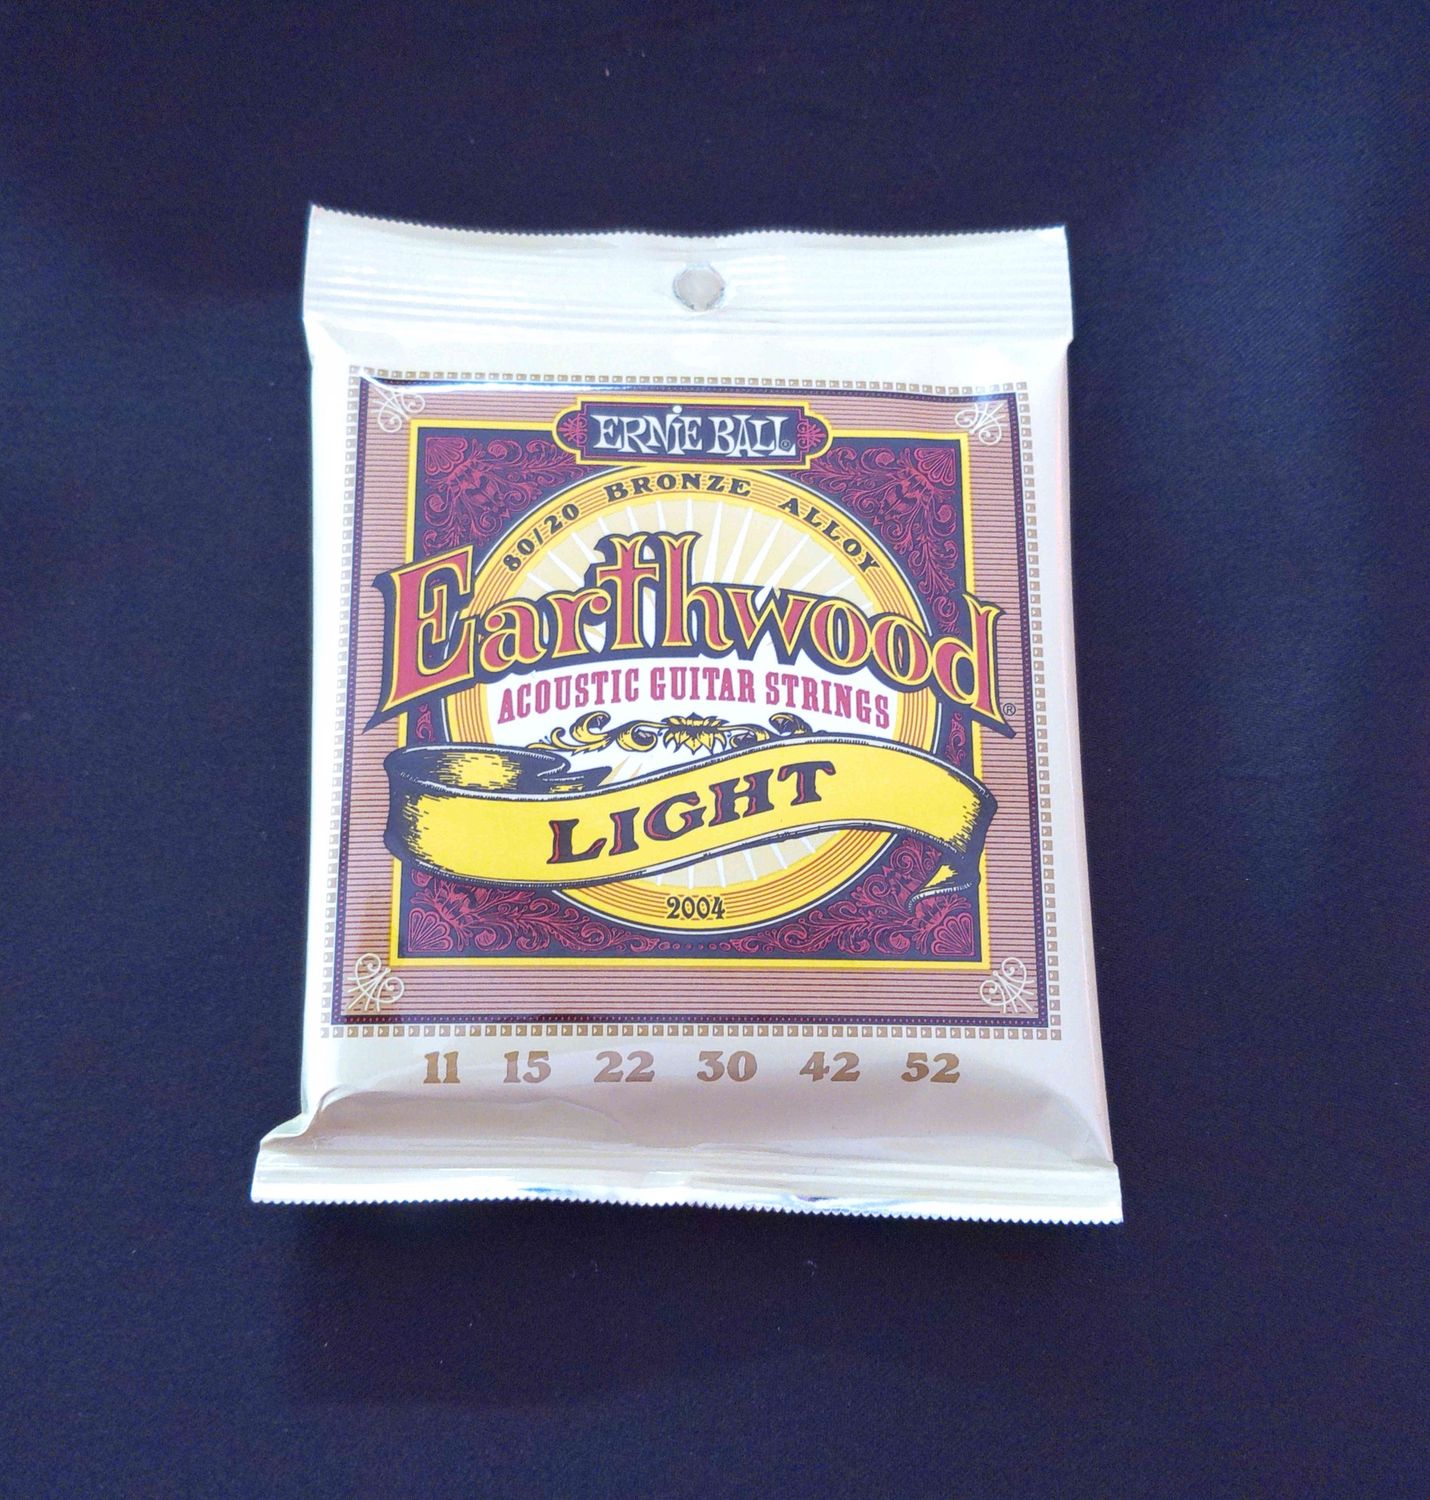 ERNIE BALL®
80/20 BRONZE ALLOY
Earthwood®
ACOUSTIC GUITAR STRINGS
LIGHT
2004
11 15 22 30 42 52